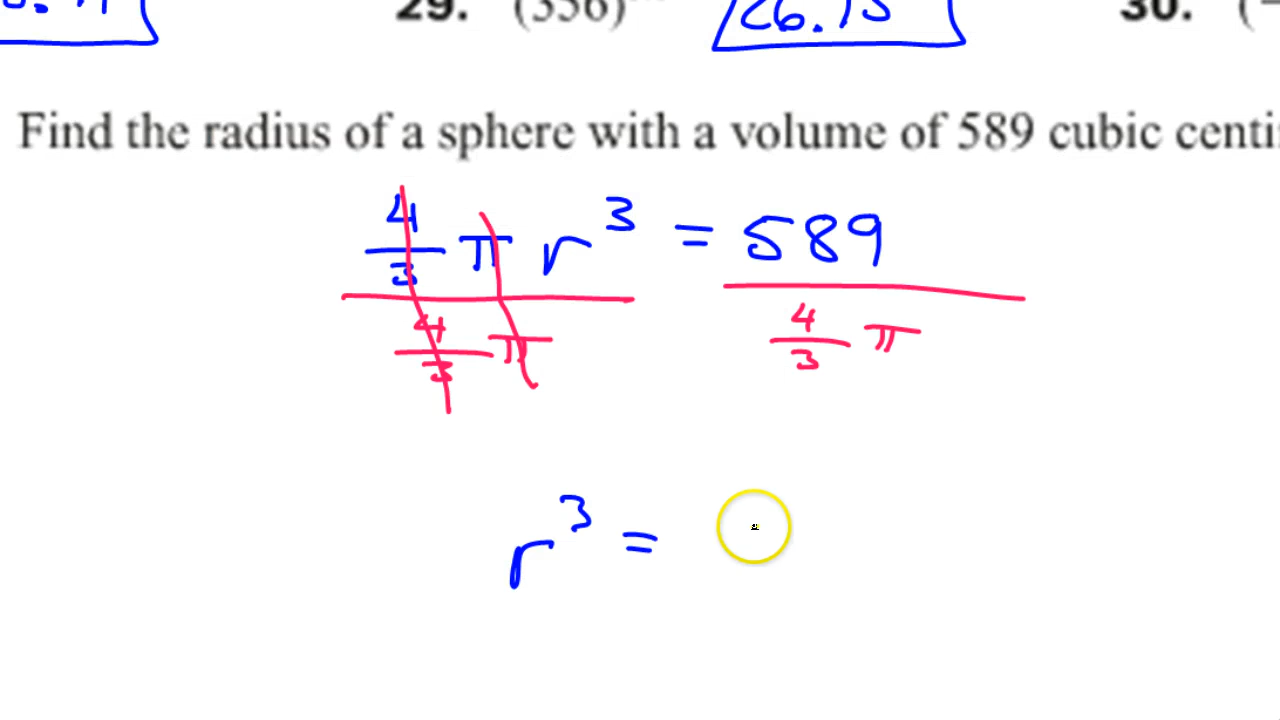 29. (356) 26.15 30. (-
Find the radius of a sphere with a volume of 589 cubic centi
4/3 π r³ = 589
4/3 π 4/3 π
r³ =